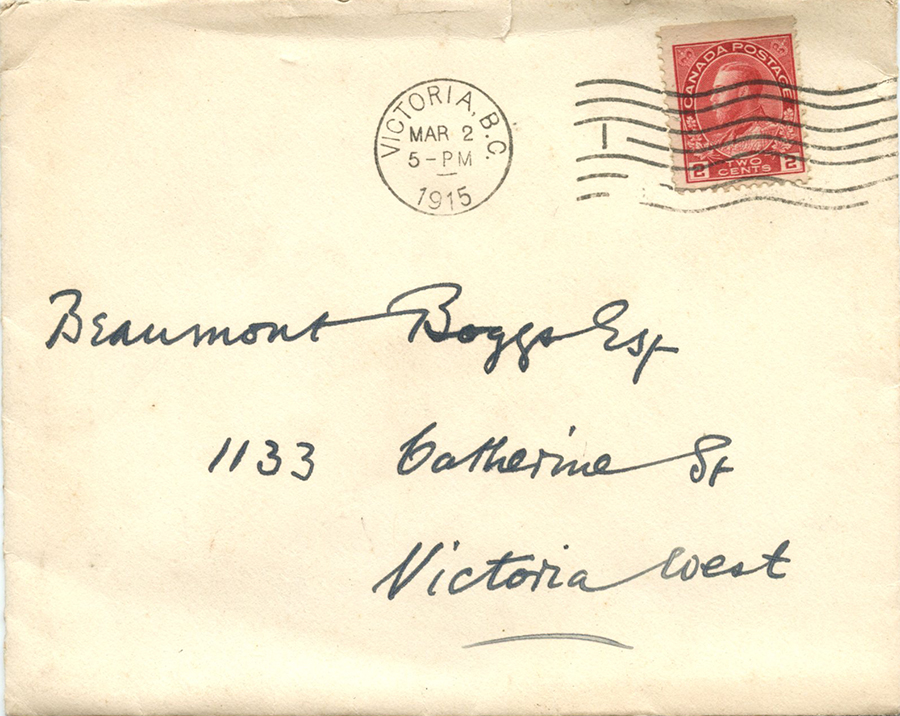 VICTORIA, B.C.
MAR 2
5-PM
1915
1
CANADA POSTAGE
2 TWO 2
CENTS
Beaumont Boggs Esq
1133 Catherine St
Victoria West